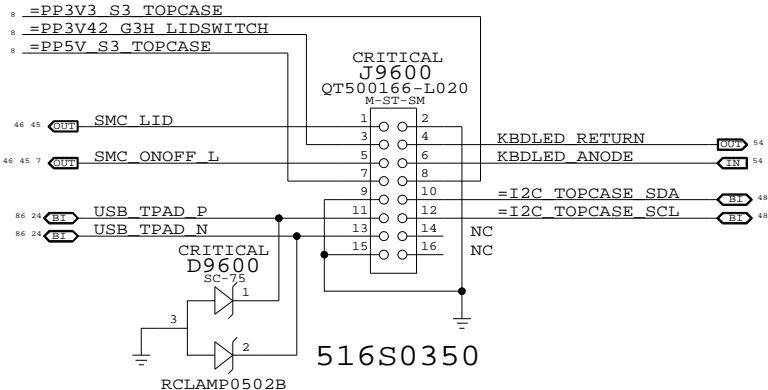 8 =PP3V3_S3_TOPCASE
8 =PP3V42_G3H_LIDSWITCH
8 =PP5V_S3_TOPCASE
CRITICAL
J9600
QT500166-L020
M-ST-SM
46 45 OUT SMC_LID 1 2
3 4 KBDLED_RETURN OUT 54
46 45 7 OUT SMC_ONOFF_L 5 6 KBDLED_ANODE IN 54
7 8
9 10 =I2C_TOPCASE_SDA BI 48
86 24 BI USB_TPAD_P 11 12 =I2C_TOPCASE_SCL BI 48
86 24 BI USB_TPAD_N 13 14 NC
15 16 NC
CRITICAL
D9600
SC-75
1
3
2
516S0350
RCLAMP0502B